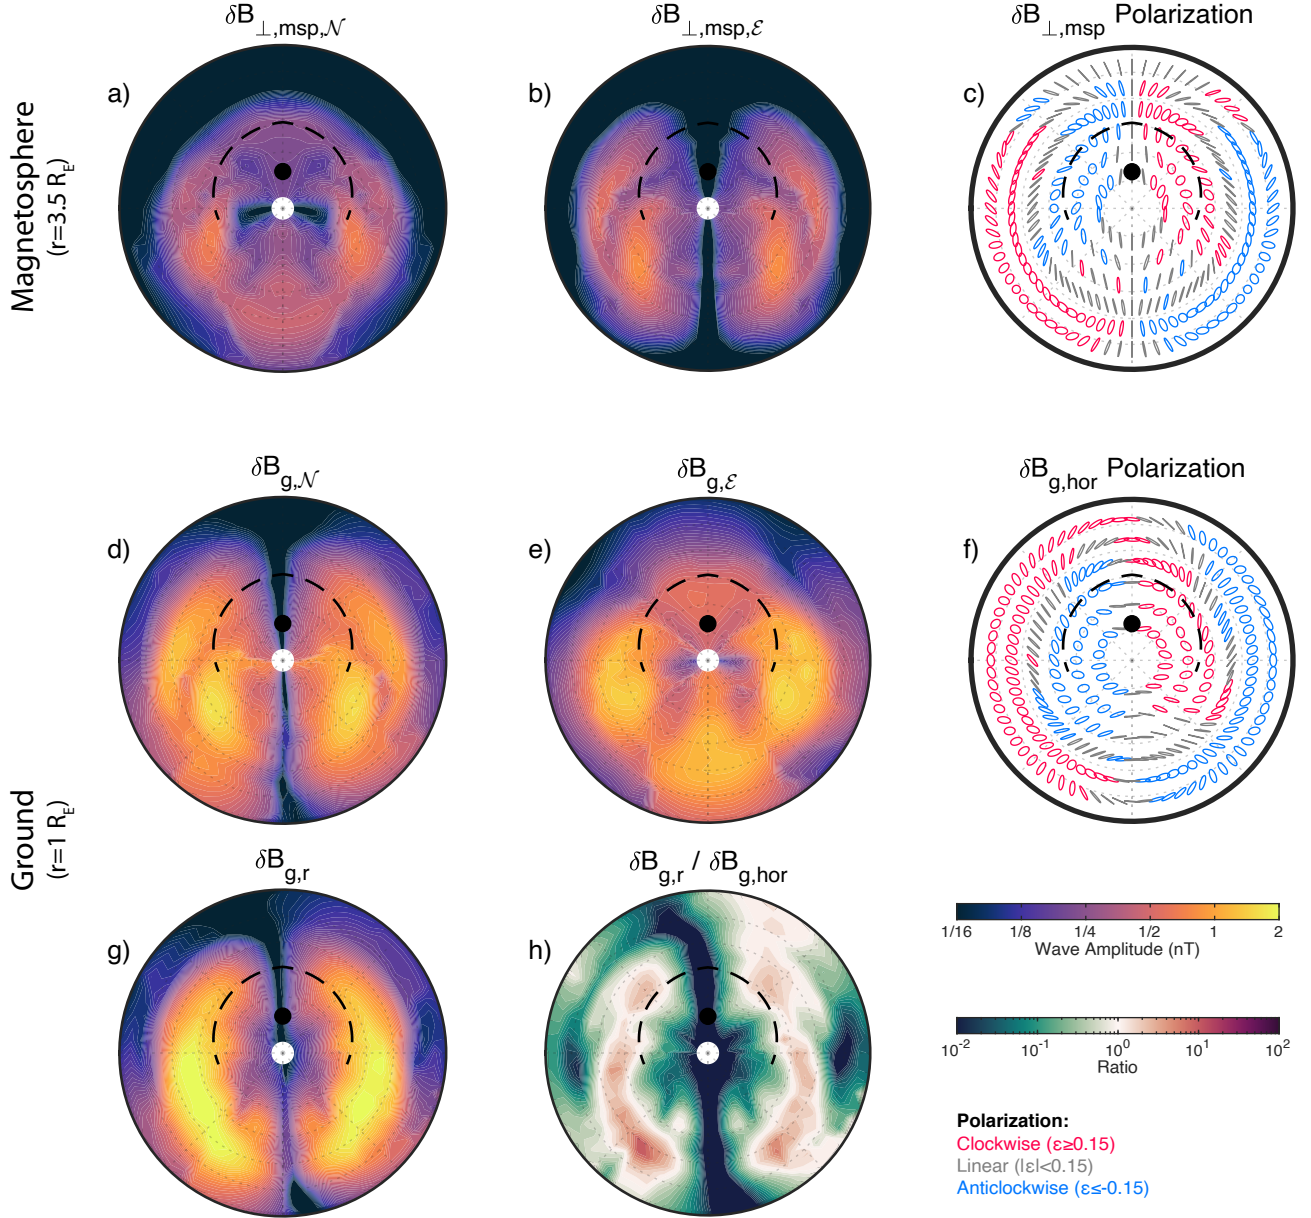 δB⊥,msp,𝒩
δB⊥,msp,ℰ
δB⊥,msp Polarization
Magnetosphere
(r=3.5 RE)
a)
b)
c)
δBg,𝒩
δBg,ℰ
δBg,hor Polarization
d)
e)
f)
Ground
(r=1 RE)
δBg,r
δBg,r / δBg,hor
g)
h)
1/16 1/8 1/4 1/2 1 2
Wave Amplitude (nT)
10-2 10-1 100 101 102
Ratio
Polarization:
Clockwise (ε≥0.15)
Linear (|ε|<0.15)
Anticlockwise (ε≤-0.15)